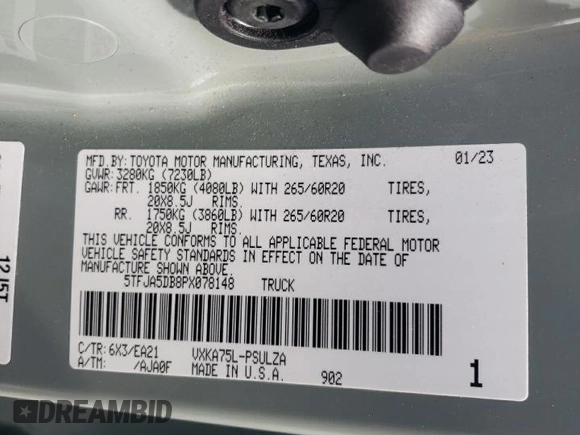 MFD.BY:TOYOTA MOTOR MANUFACTURING, TEXAS, INC. 01/23
GVWR:3280KG (7230LB)
GAWR:FRT. 1850KG (4080LB) WITH 265/60R20 TIRES,
20X8.5J RIMS.
RR. 1750KG (3860LB) WITH 265/60R20 TIRES,
20X8.5J RIMS.
THIS VEHICLE CONFORMS TO ALL APPLICABLE FEDERAL MOTOR
VEHICLE SAFETY STANDARDS IN EFFECT ON THE DATE OF
MANUFACTURE SHOWN ABOVE.
5TFJA5DB8PX078148 TRUCK
C/TR:6X3/EA21 VXKA75L-PSULZA
A/TM: /AJA0F MADE IN U.S.A. 902 1
DREAMBID